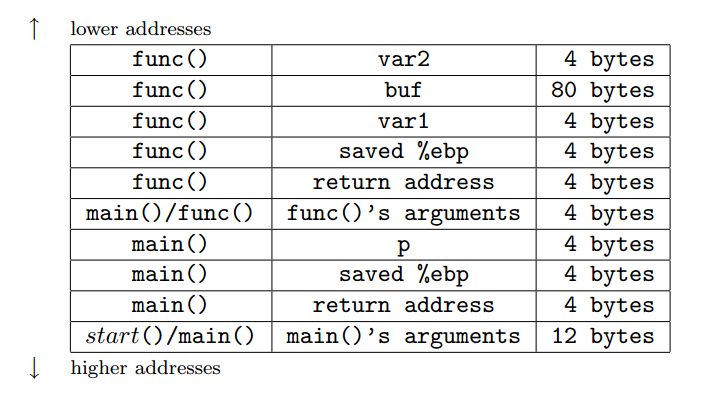 ↑ lower addresses
func() var2 4 bytes
func() buf 80 bytes
func() var1 4 bytes
func() saved %ebp 4 bytes
func() return address 4 bytes
main()/func() func()'s arguments 4 bytes
main() p 4 bytes
main() saved %ebp 4 bytes
main() return address 4 bytes
start()/main() main()'s arguments 12 bytes
↓ higher addresses